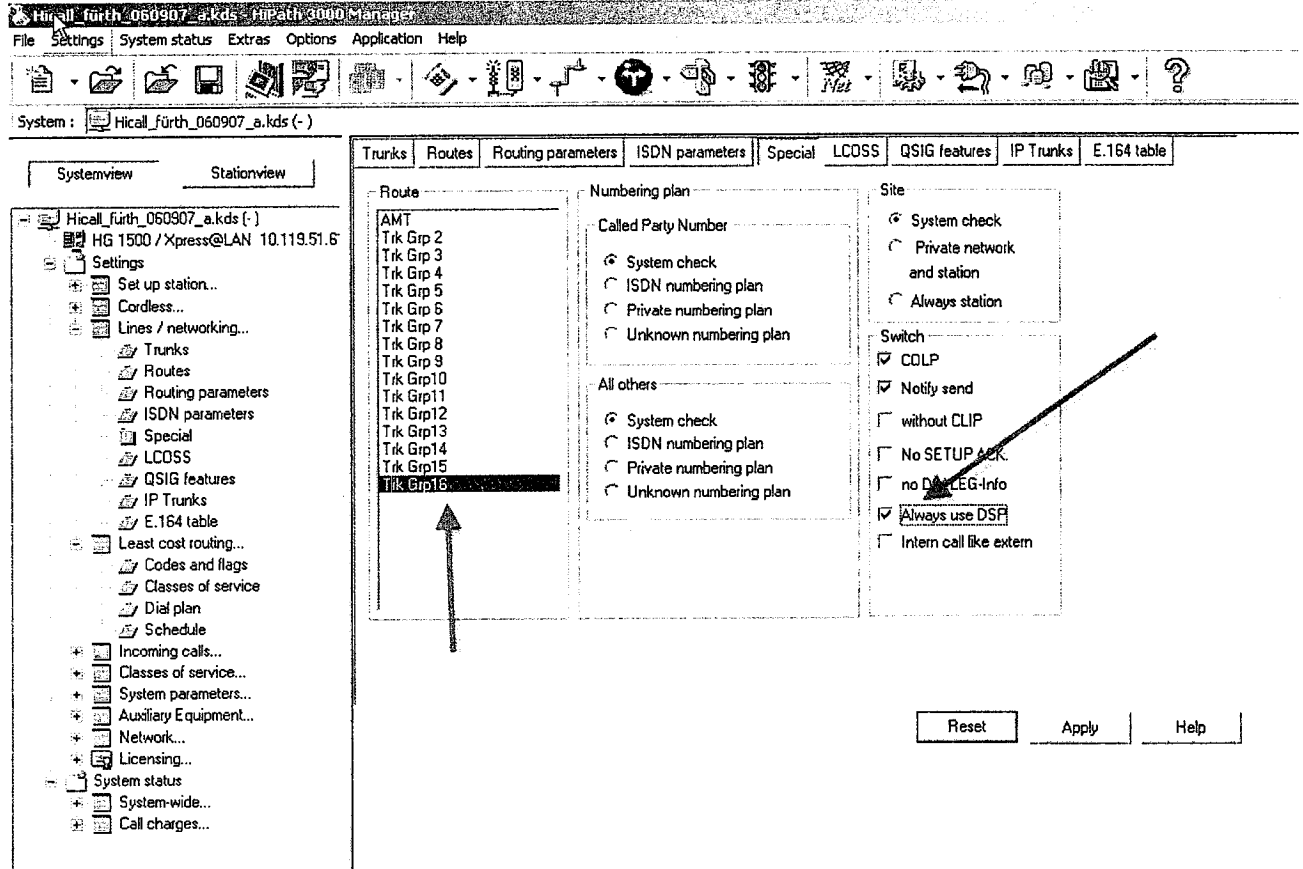 Hicall_fürth_060907_a.kds - HiPath 3000 Manager
File Settings System status Extras Options Application Help
Net
System : Hicall_fürth_060907_a.kds (- )
Systemview Stationview
Hicall_fürth_060907_a.kds (- )
HG 1500 / Xpress@LAN 10.119.51.6
Settings
Set up station...
Cordless...
Lines / networking...
Trunks
Routes
Routing parameters
ISDN parameters
Special
LCOSS
QSIG features
IP Trunks
E.164 table
Least cost routing...
Codes and flags
Classes of service
Dial plan
Schedule
Incoming calls...
Classes of service...
System parameters...
Auxiliary Equipment...
Network...
Licensing...
System status
System-wide...
Call charges...
Trunks Routes Routing parameters ISDN parameters Special LCOSS QSIG features IP Trunks E.164 table
Route
AMT
Trk Grp 2
Trk Grp 3
Trk Grp 4
Trk Grp 5
Trk Grp 6
Trk Grp 7
Trk Grp 8
Trk Grp 9
Trk Grp10
Trk Grp11
Trk Grp12
Trk Grp13
Trk Grp14
Trk Grp15
Trk Grp16
Numbering plan
Called Party Number
System check
ISDN numbering plan
Private numbering plan
Unknown numbering plan
All others
System check
ISDN numbering plan
Private numbering plan
Unknown numbering plan
Site
System check
Private network
and station
Always station
Switch
COLP
Notify send
without CLIP
No SETUP ACK.
no
Always use DSP
Intern call like extern
Reset Apply Help